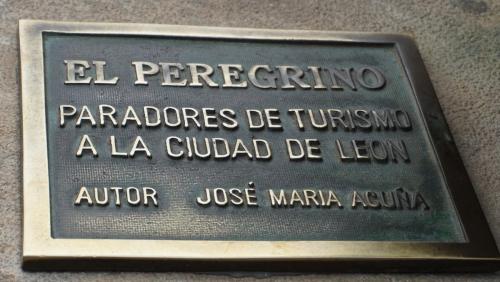 EL PEREGRINO
PARADORES DE TURISMO
A LA CIUDAD DE LEON
AUTOR JOSÉ MARIA ACUÑA